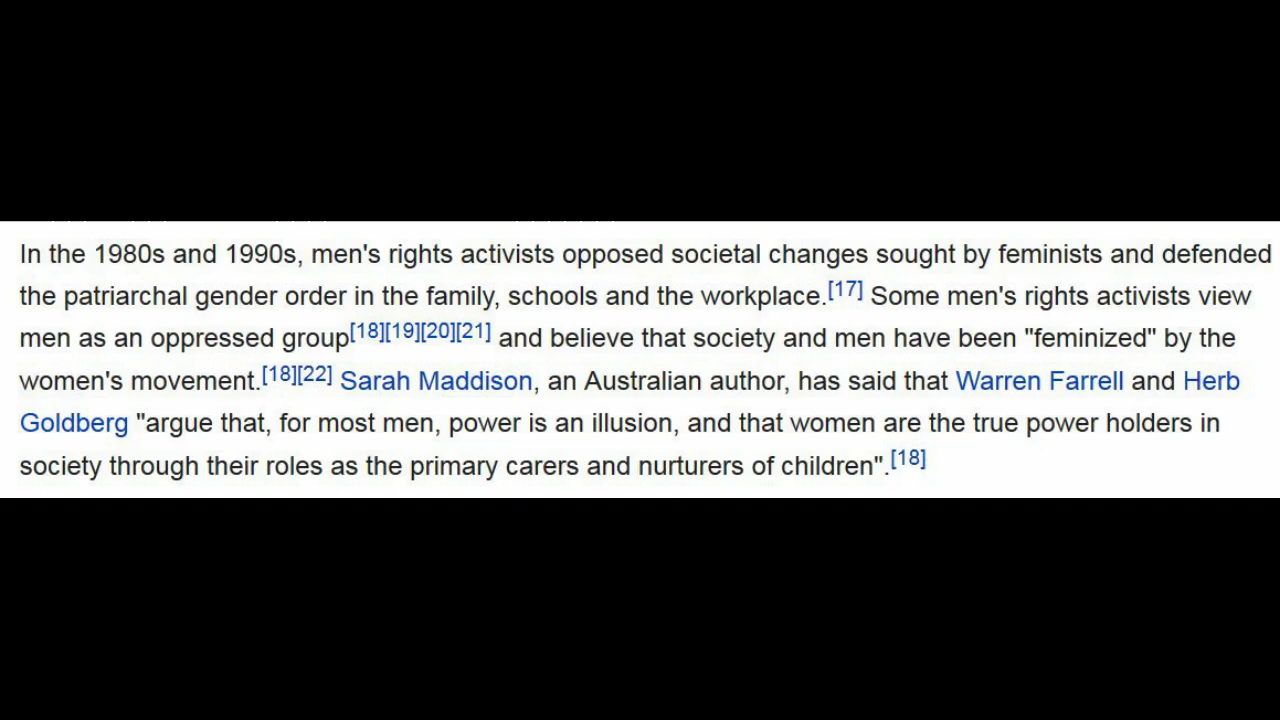 In the 1980s and 1990s, men's rights activists opposed societal changes sought by feminists and defended
the patriarchal gender order in the family, schools and the workplace.[17] Some men's rights activists view
men as an oppressed group[18][19][20][21] and believe that society and men have been "feminized" by the
women's movement.[18][22] Sarah Maddison, an Australian author, has said that Warren Farrell and Herb
Goldberg "argue that, for most men, power is an illusion, and that women are the true power holders in
society through their roles as the primary carers and nurturers of children".[18]